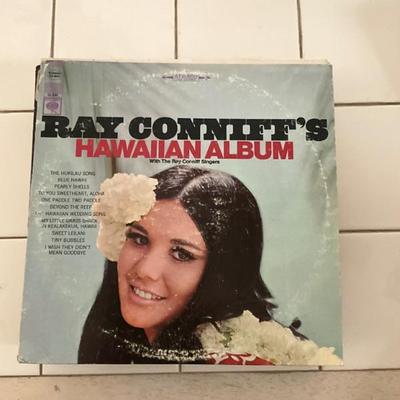 STEREO
RAY CONNIFF'S
HAWAIIAN ALBUM
With The Ray Conniff Singers
THE HUKILAU SONG
BLUE HAWAII
PEARLY SHELLS
TO YOU SWEETHEART, ALOHA
ONE PADDLE TWO PADDLE
BEYOND THE REEF
HAWAIIAN WEDDING SONG
MY LITTLE GRASS SHACK
IN KEALAKEKUA, HAWAII
SWEET LEILANI
TINY BUBBLES
I WISH THEY DIDN'T
MEAN GOODBYE